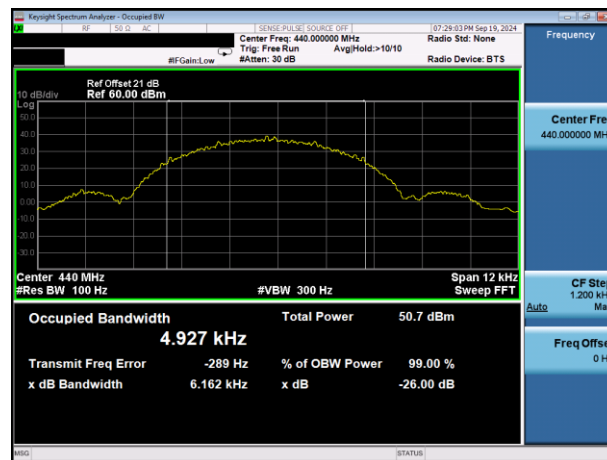 Keysight Spectrum Analyzer - Occupied BW
RF 50 Ω AC SENSE:PULSE SOURCE OFF 07:29:03 PM Sep 19, 2024
Center Freq: 440.000000 MHz Radio Std: None
Trig: Free Run Avg|Hold:>10/10
#IFGain:Low #Atten: 30 dB Radio Device: BTS
Ref Offset 21 dB
10 dB/div Ref 60.00 dBm
Log
50.0
40.0
30.0
20.0
10.0
0.00
-10.0
-20.0
-30.0
Center 440 MHz Span 12 kHz
#Res BW 100 Hz #VBW 300 Hz Sweep FFT
Occupied Bandwidth Total Power 50.7 dBm
4.927 kHz
Transmit Freq Error -289 Hz % of OBW Power 99.00 %
x dB Bandwidth 6.162 kHz x dB -26.00 dB
MSG STATUS
Frequency
Center Fre
440.000000 MH
CF Ste
1.200 kH
Auto Ma
Freq Offse
0 H